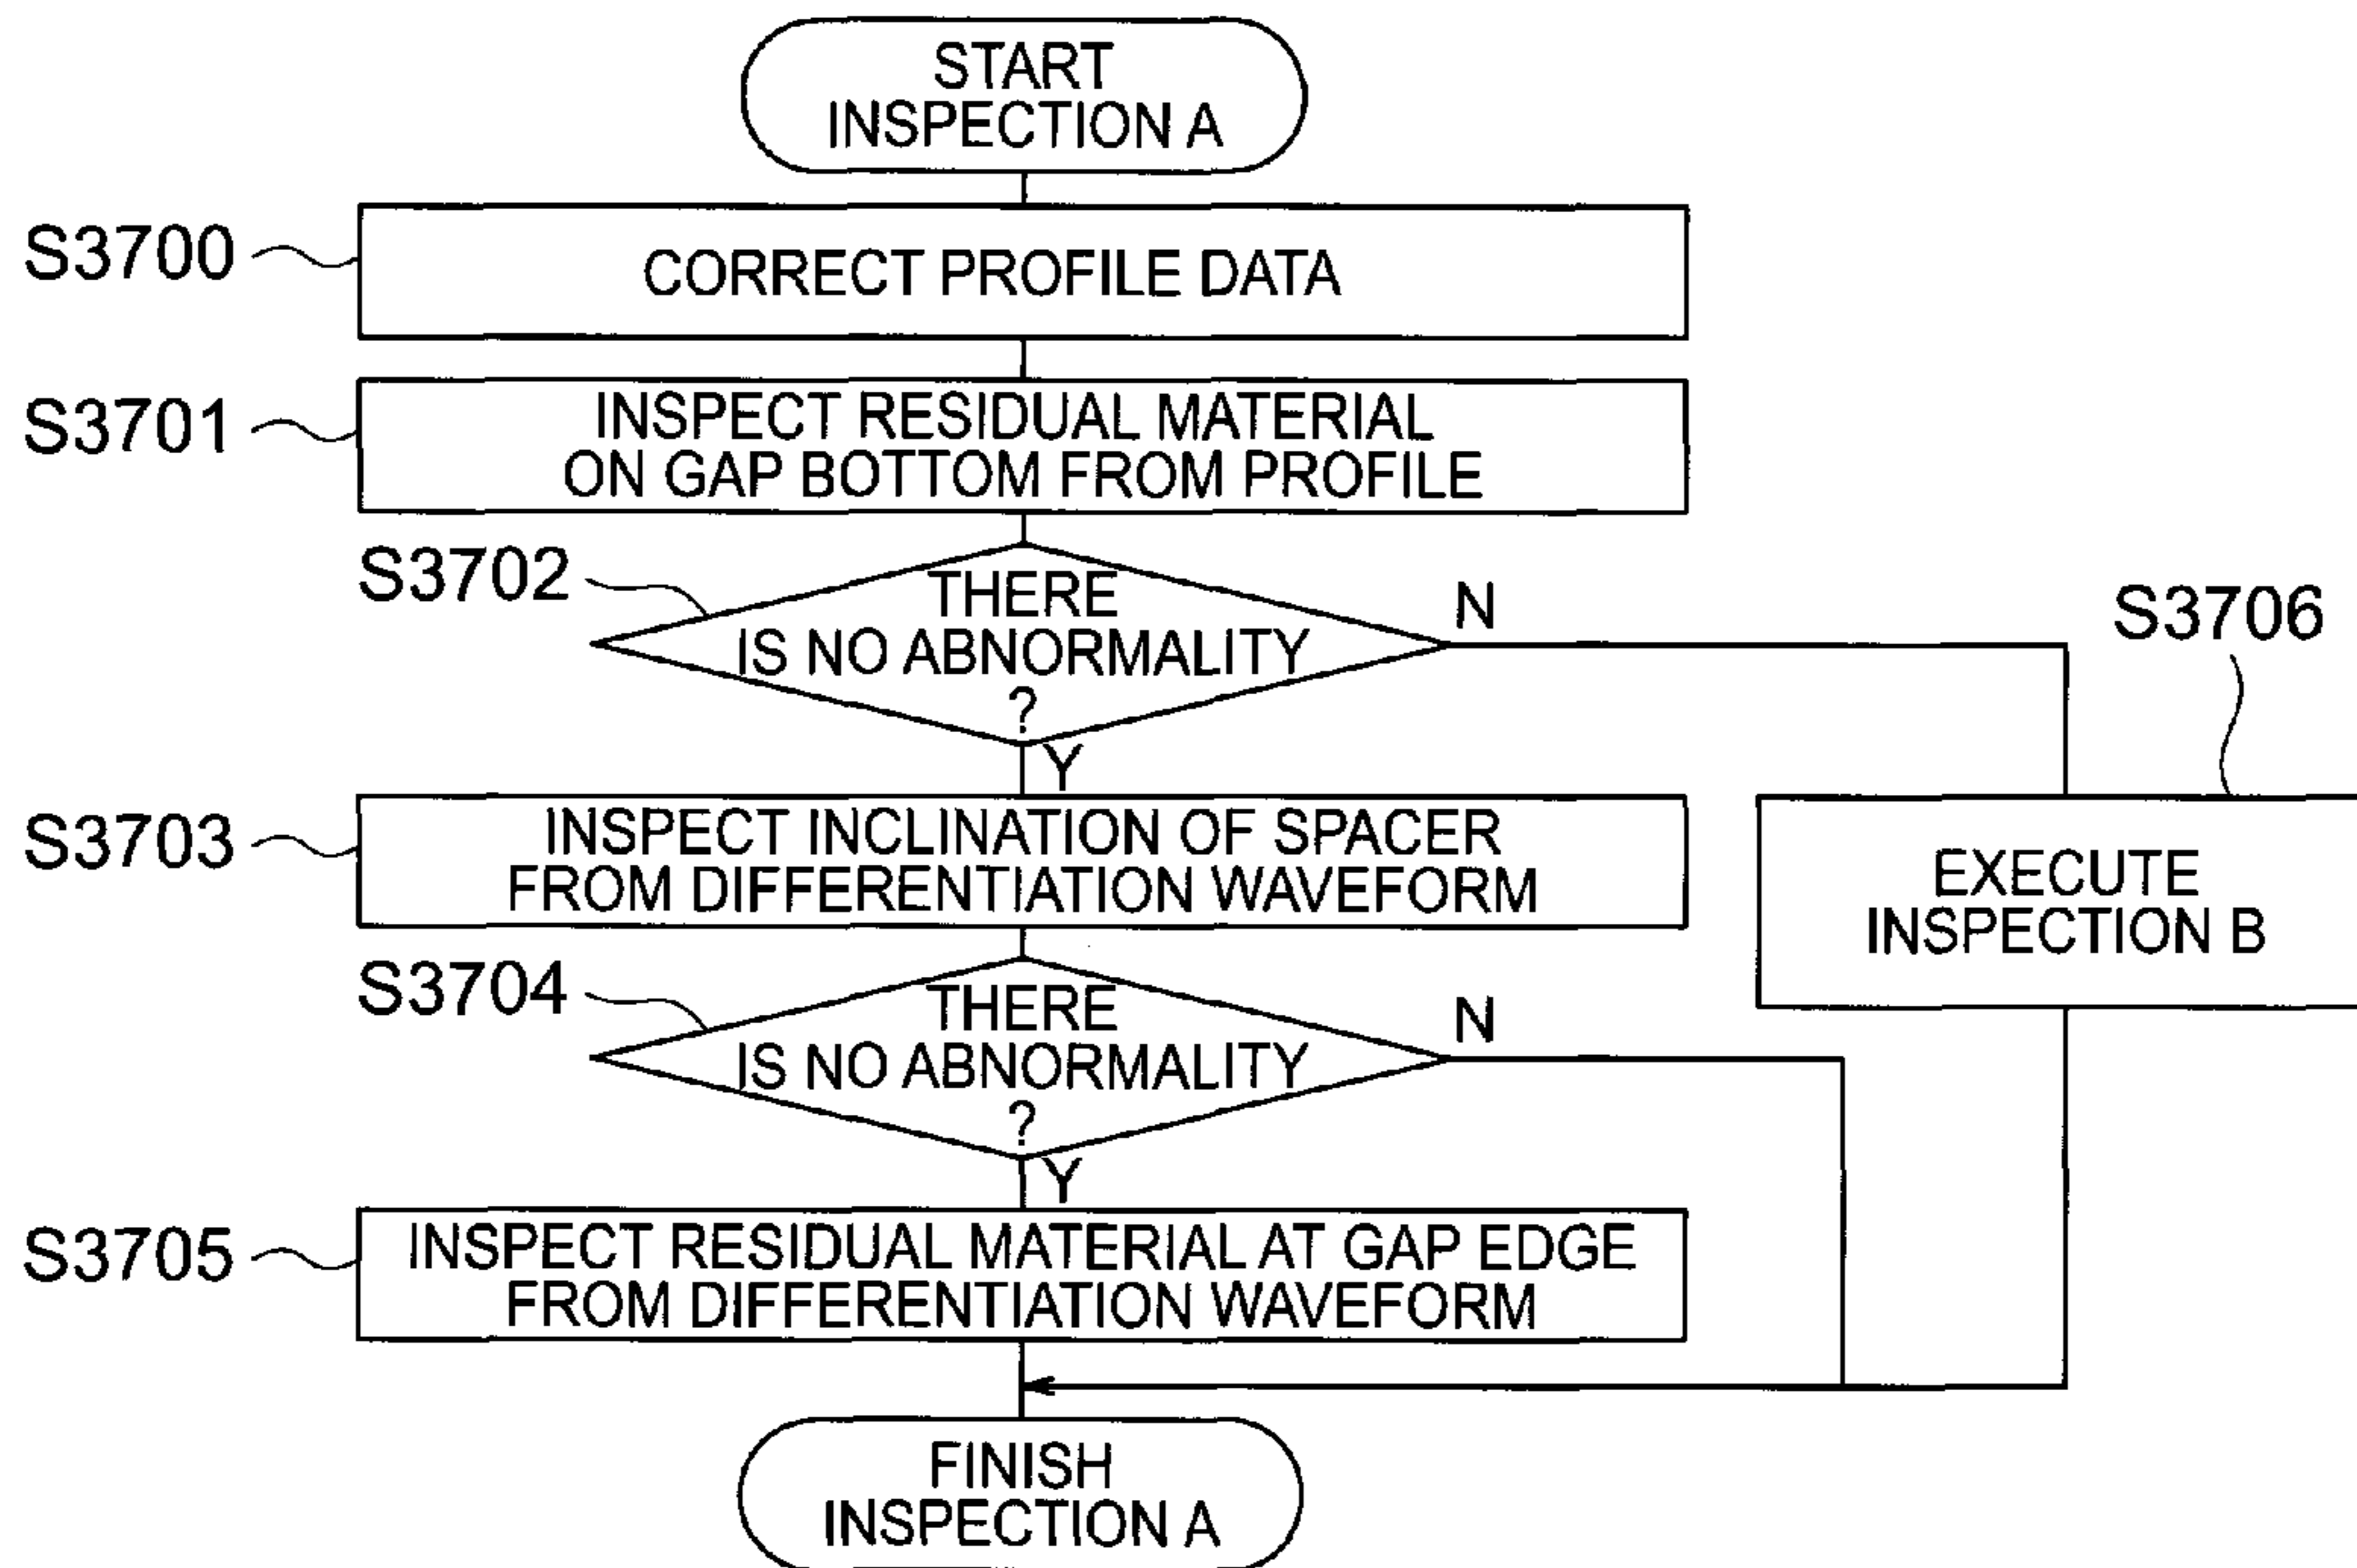 START
INSPECTION A
S3700
CORRECT PROFILE DATA
S3701
INSPECT RESIDUAL MATERIAL
ON GAP BOTTOM FROM PROFILE
S3702
THERE
IS NO ABNORMALITY
?
N
Y
S3706
S3703
INSPECT INCLINATION OF SPACER
FROM DIFFERENTIATION WAVEFORM
EXECUTE
INSPECTION B
S3704
THERE
IS NO ABNORMALITY
?
N
Y
S3705
INSPECT RESIDUAL MATERIAL AT GAP EDGE
FROM DIFFERENTIATION WAVEFORM
FINISH
INSPECTION A